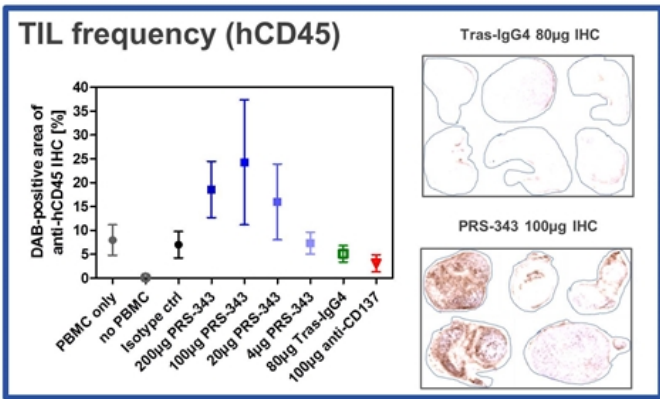 TIL frequency (hCD45)
DAB-positive area of
anti-hCD45 IHC [%]
40
35
30
25
20
15
10
5
0
PBMC only
no PBMC
Isotype ctrl
200µg PRS-343
100µg PRS-343
20µg PRS-343
4µg PRS-343
80µg Tras-IgG4
100µg anti-CD137
Tras-IgG4 80µg IHC
PRS-343 100µg IHC